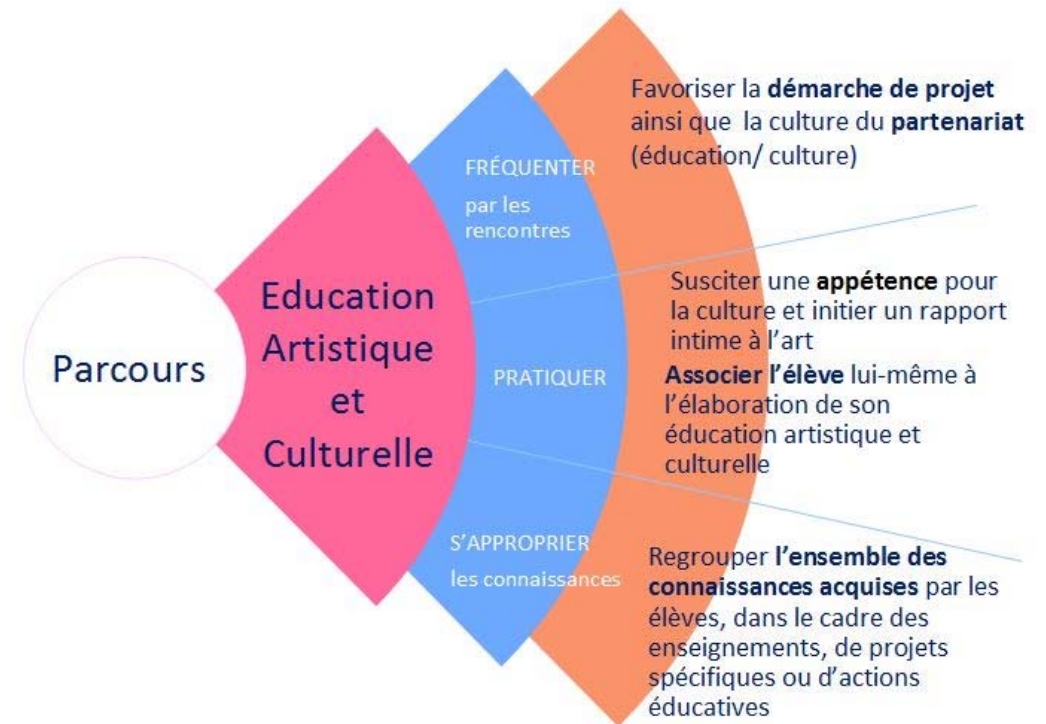 Parcours
Education
Artistique
et
Culturelle
FRÉQUENTER
par les
rencontres
PRATIQUER
S'APPROPRIER
les connaissances
Favoriser la démarche de projet
ainsi que la culture du partenariat
(éducation/ culture)
Susciter une appétence pour
la culture et initier un rapport
intime à l'art
Associer l'élève lui-même à
l'élaboration de son
éducation artistique et
culturelle
Regrouper l'ensemble des
connaissances acquises par les
élèves, dans le cadre des
enseignements, de projets
spécifiques ou d'actions
éducatives